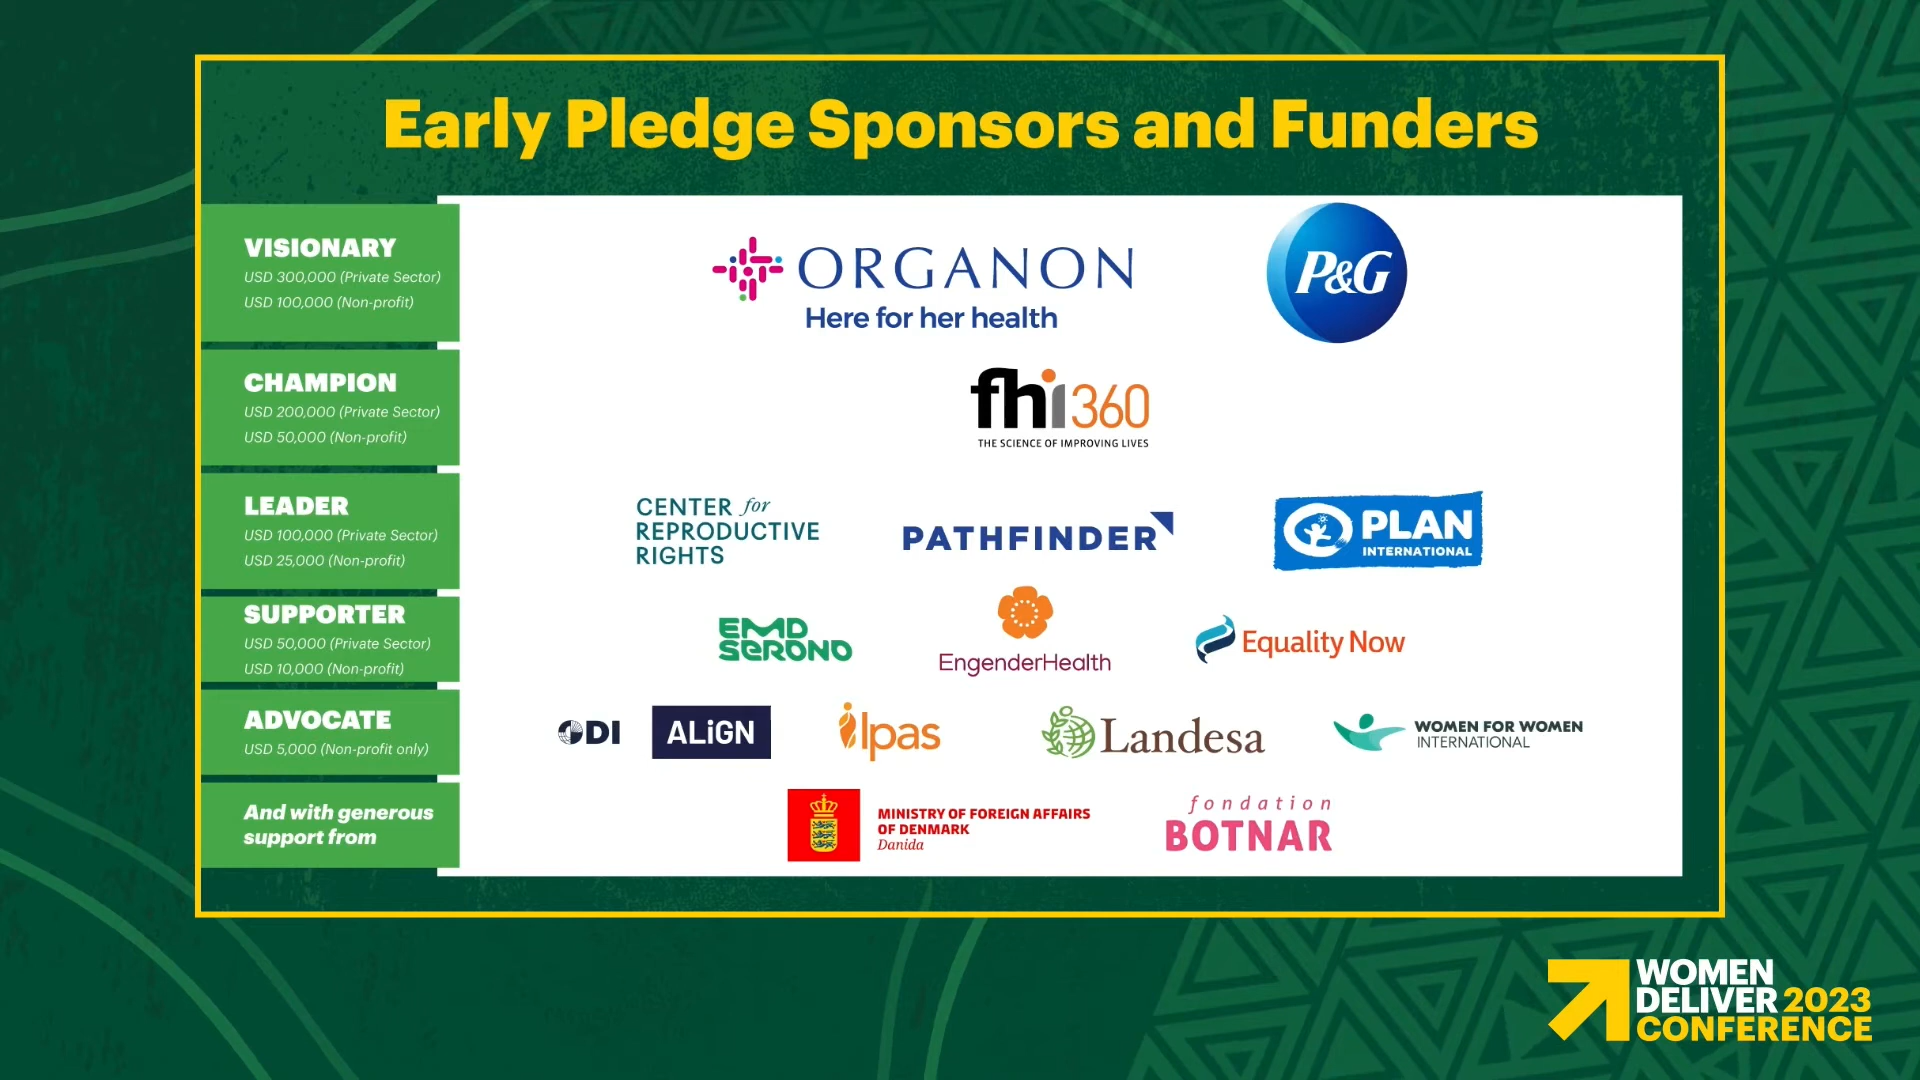 Early Pledge Sponsors and Funders
VISIONARY
USD 300,000 (Private Sector)
USD 100,000 (Non-profit)
ORGANON
Here for her health
P&G
CHAMPION
USD 200,000 (Private Sector)
USD 50,000 (Non-profit)
fhi360
THE SCIENCE OF IMPROVING LIVES
LEADER
USD 100,000 (Private Sector)
USD 25,000 (Non-profit)
CENTER for
REPRODUCTIVE
RIGHTS
PATHFINDER
PLAN
INTERNATIONAL
SUPPORTER
USD 50,000 (Private Sector)
USD 10,000 (Non-profit)
EMD
SERONO
EngenderHealth
Equality Now
ADVOCATE
USD 5,000 (Non-profit only)
ODI
ALiGN
Ipas
Landesa
WOMEN FOR WOMEN
INTERNATIONAL
And with generous
support from
MINISTRY OF FOREIGN AFFAIRS
OF DENMARK
Danida
fondation
BOTNAR
WOMEN
DELIVER 2023
CONFERENCE